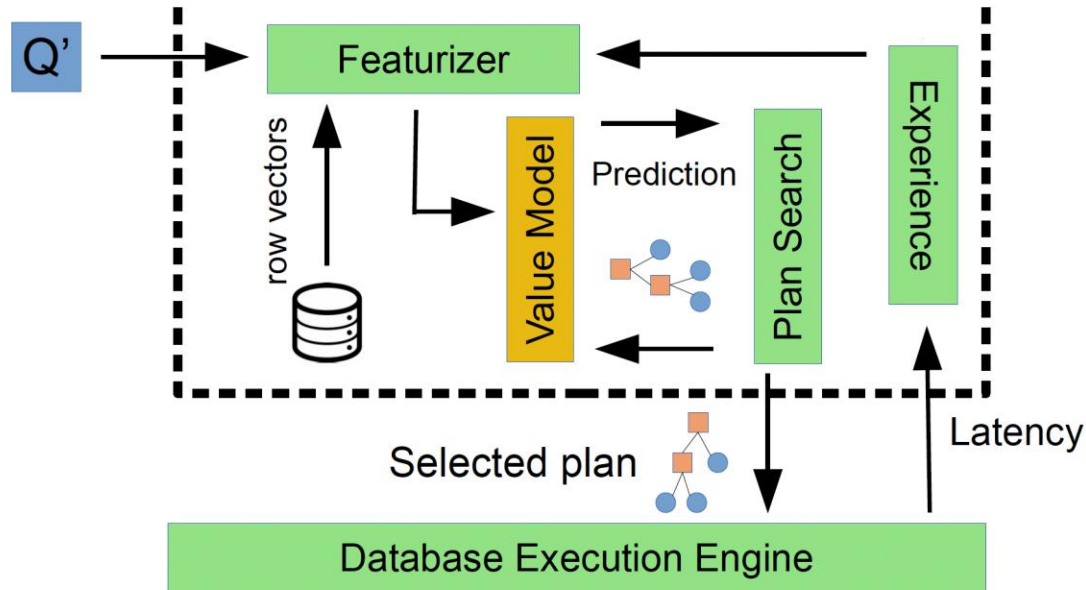 Q’
Featurizer
Experience
row vectors
Value Model
Prediction
Plan Search
Selected plan
Latency
Database Execution Engine